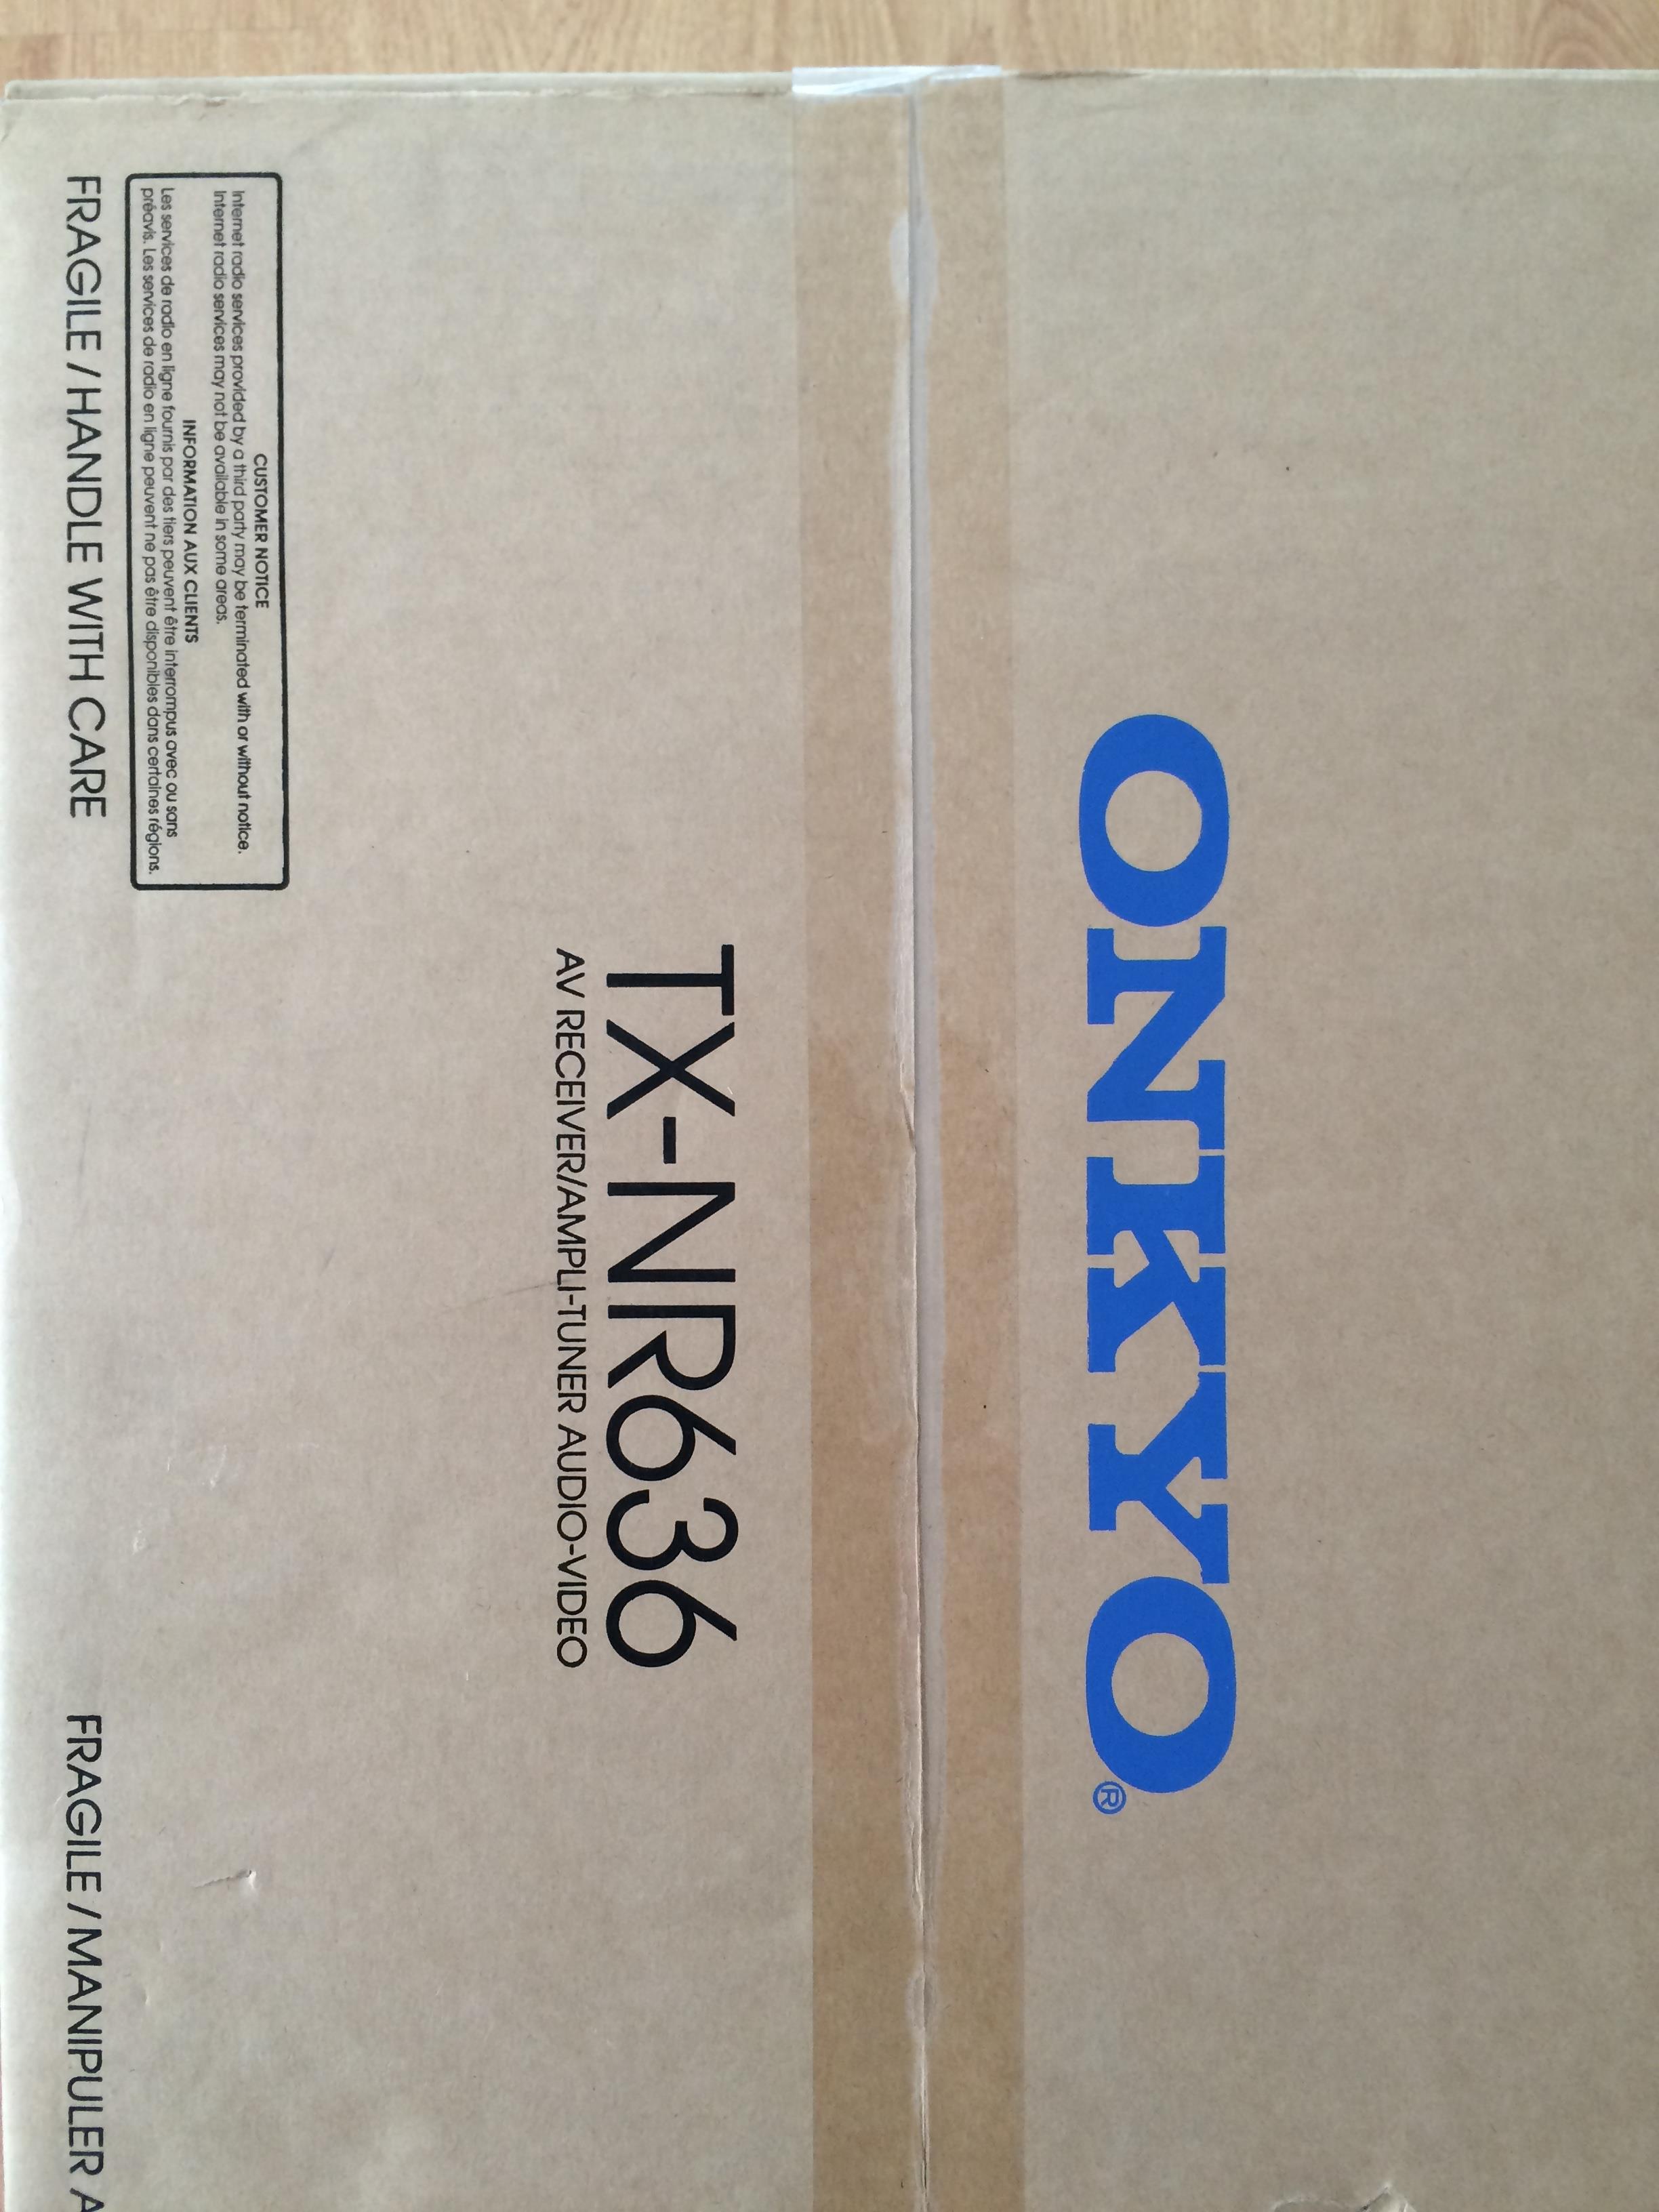 ONKYO®
TX-NR636
AV RECEIVER/AMPLI-TUNER AUDIO-VIDEO
CUSTOMER NOTICE
Internet radio services provided by a third party may be terminated with or without notice.
Internet radio services may not be available in some areas.
INFORMATION AUX CLIENTS
Les services de radio en ligne fournis par des tiers peuvent être interrompus avec ou sans
préavis. Les services de radio en ligne peuvent ne pas être disponibles dans certaines régions.
FRAGILE / HANDLE WITH CARE
FRAGILE / MANIPULER A